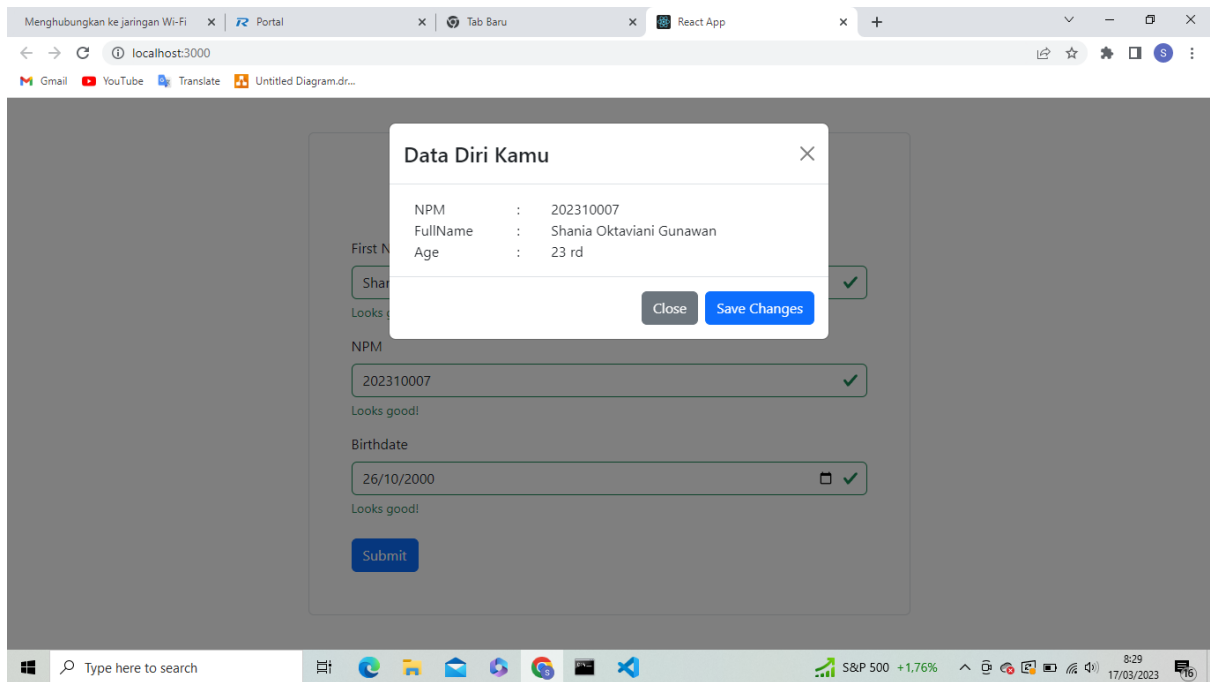 Menghubungkan ke jaringan Wi-Fi Portal Tab Baru React App
localhost:3000 S
Gmail YouTube Translate Untitled Diagram.dr...
Data Diri Kamu
NPM : 202310007
FullName : Shania Oktaviani Gunawan
Age : 23 rd
Close Save Changes
First N
Shar
Looks g
NPM
202310007
Looks good!
Birthdate
26/10/2000
Looks good!
Submit
Type here to search S&P 500 +1,76% 8:29
17/03/2023 16